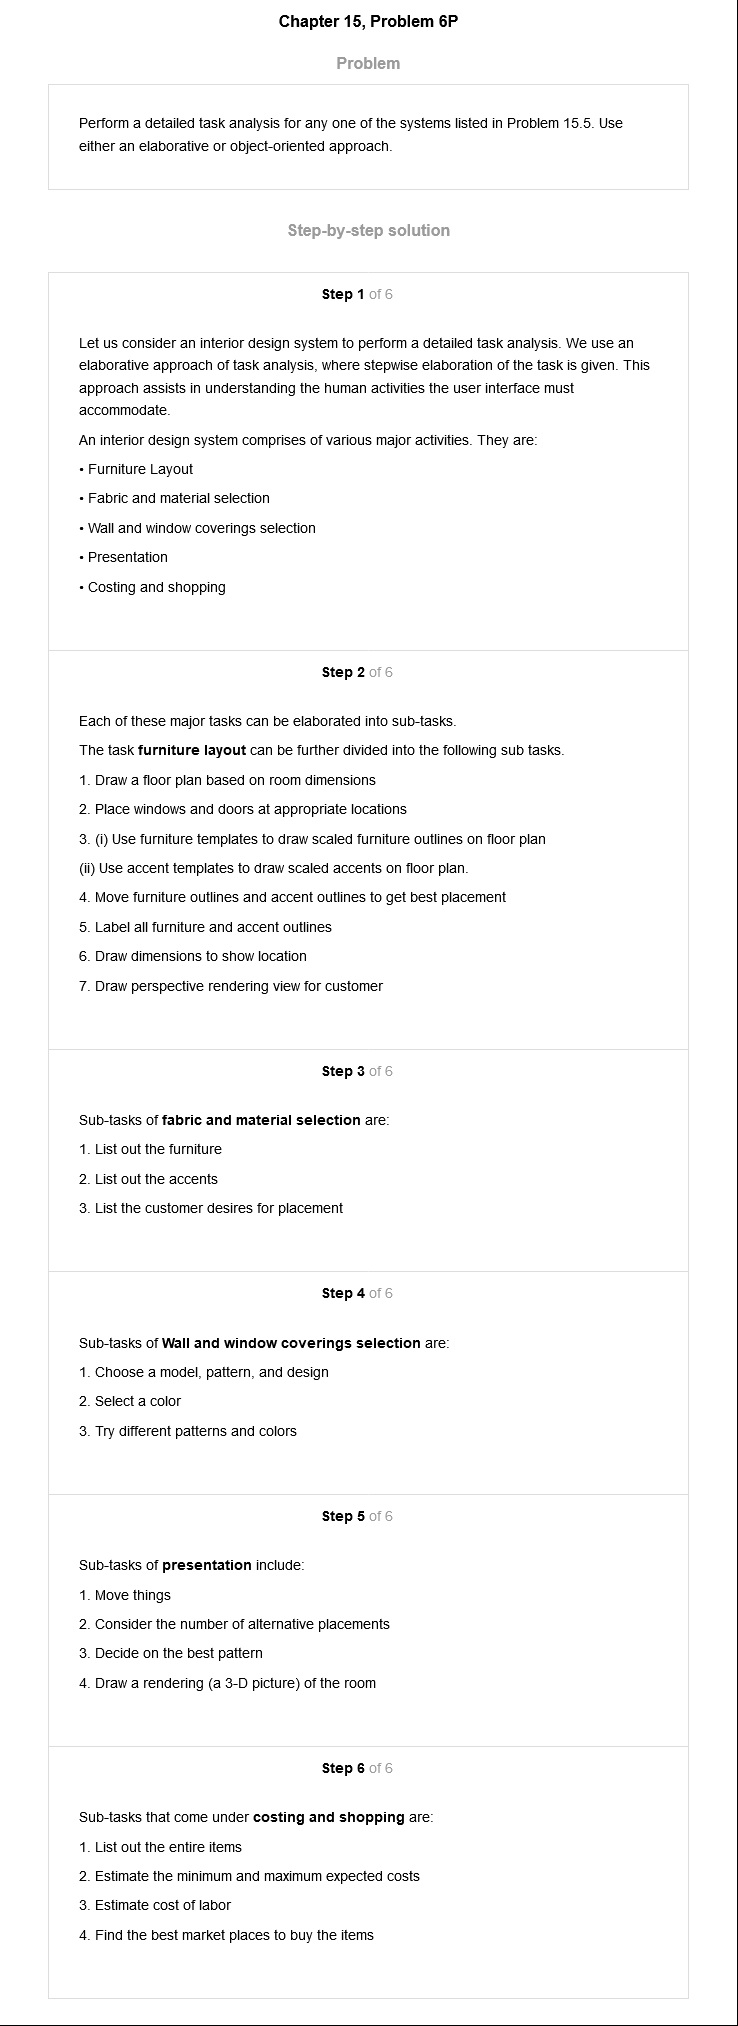 Chapter 15, Problem 6P
Problem
Perform a detailed task analysis for any one of the systems listed in Problem 15.5. Use
either an elaborative or object-oriented approach.
Step-by-step solution
Step 1 of 6
Let us consider an interior design system to perform a detailed task analysis. We use an
elaborative approach of task analysis, where stepwise elaboration of the task is given. This
approach assists in understanding the human activities the user interface must
accommodate.
An interior design system comprises of various major activities. They are:
• Furniture Layout
• Fabric and material selection
• Wall and window coverings selection
• Presentation
• Costing and shopping
Step 2 of 6
Each of these major tasks can be elaborated into sub-tasks.
The task furniture layout can be further divided into the following sub tasks.
1. Draw a floor plan based on room dimensions
2. Place windows and doors at appropriate locations
3. (i) Use furniture templates to draw scaled furniture outlines on floor plan
(ii) Use accent templates to draw scaled accents on floor plan.
4. Move furniture outlines and accent outlines to get best placement
5. Label all furniture and accent outlines
6. Draw dimensions to show location
7. Draw perspective rendering view for customer
Step 3 of 6
Sub-tasks of fabric and material selection are:
1. List out the furniture
2. List out the accents
3. List the customer desires for placement
Step 4 of 6
Sub-tasks of Wall and window coverings selection are:
1. Choose a model, pattern, and design
2. Select a color
3. Try different patterns and colors
Step 5 of 6
Sub-tasks of presentation include:
1. Move things
2. Consider the number of alternative placements
3. Decide on the best pattern
4. Draw a rendering (a 3-D picture) of the room
Step 6 of 6
Sub-tasks that come under costing and shopping are:
1. List out the entire items
2. Estimate the minimum and maximum expected costs
3. Estimate cost of labor
4. Find the best market places to buy the items